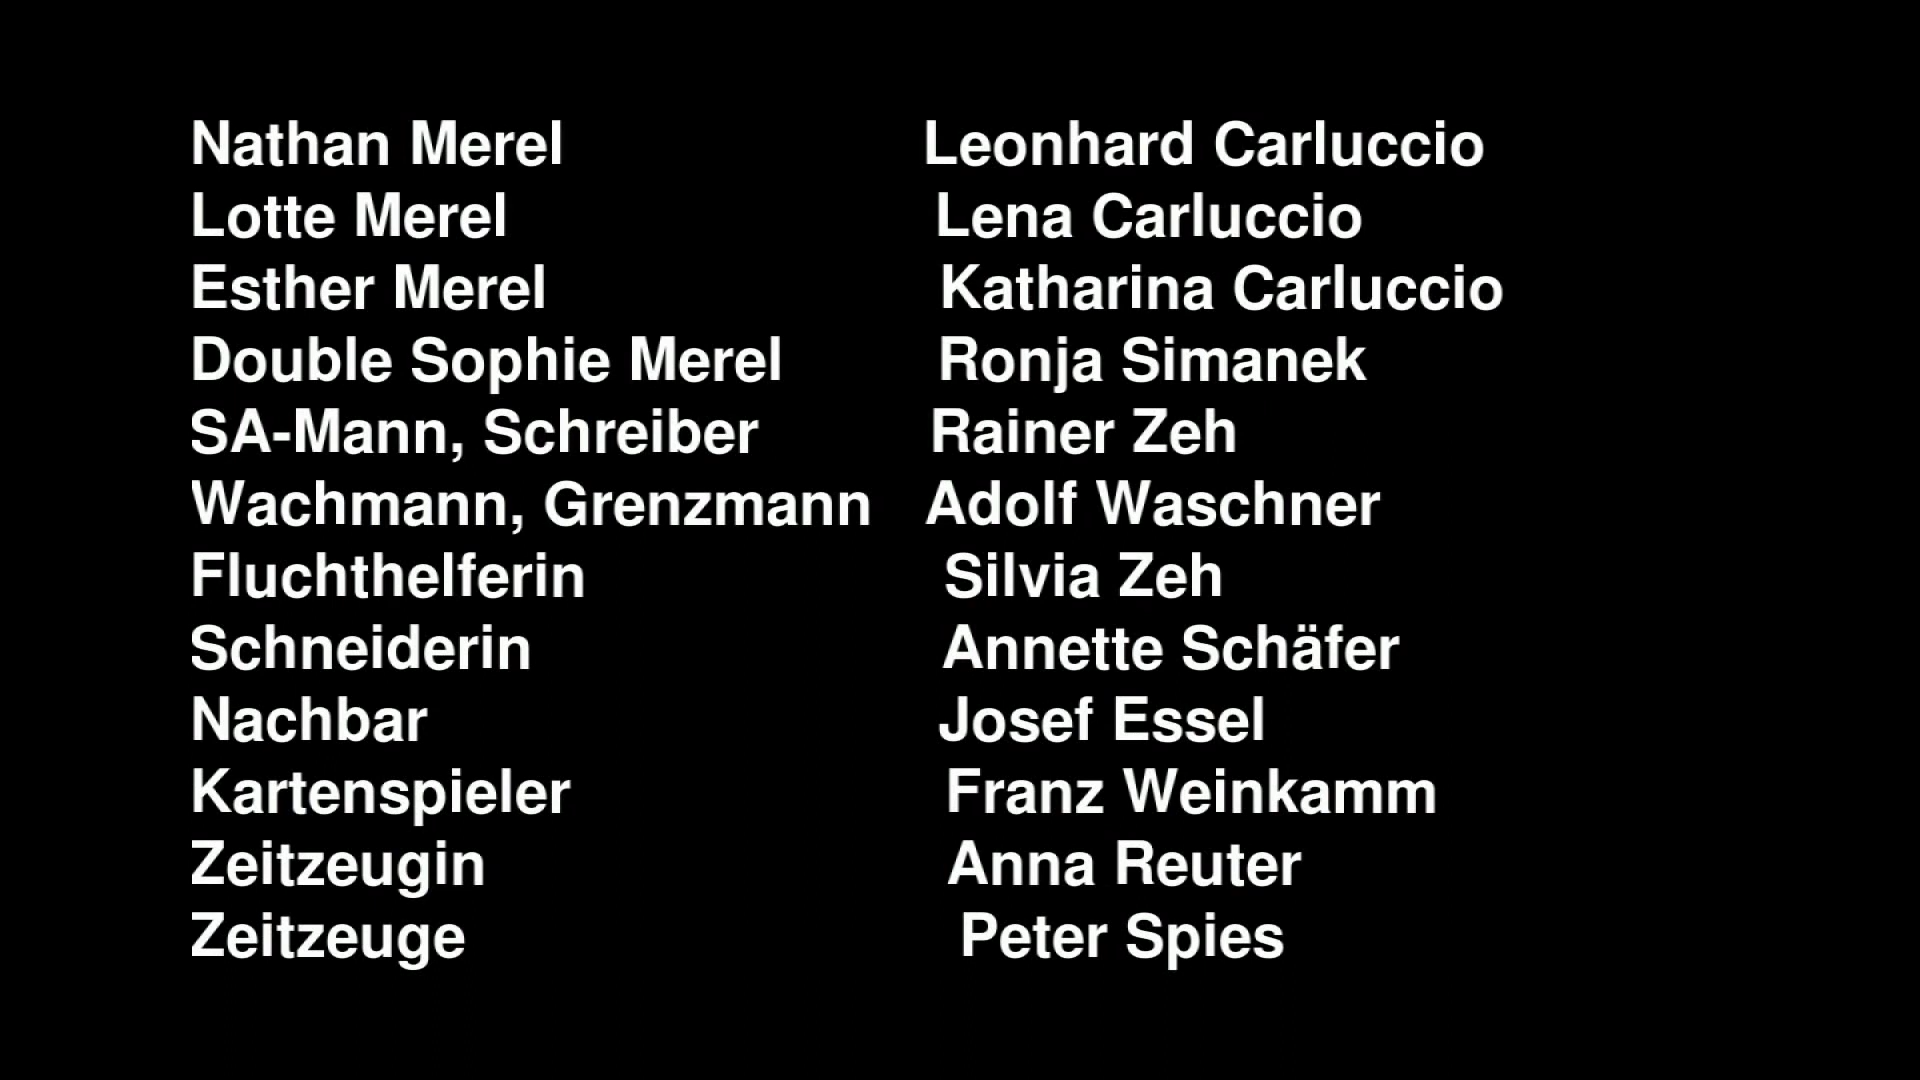 Nathan Merel Leonhard Carluccio
Lotte Merel Lena Carluccio
Esther Merel Katharina Carluccio
Double Sophie Merel Ronja Simanek
SA-Mann, Schreiber Rainer Zeh
Wachmann, Grenzmann Adolf Waschner
Fluchthelferin Silvia Zeh
Schneiderin Annette Schäfer
Nachbar Josef Essel
Kartenspieler Franz Weinkamm
Zeitzeugin Anna Reuter
Zeitzeuge Peter Spies